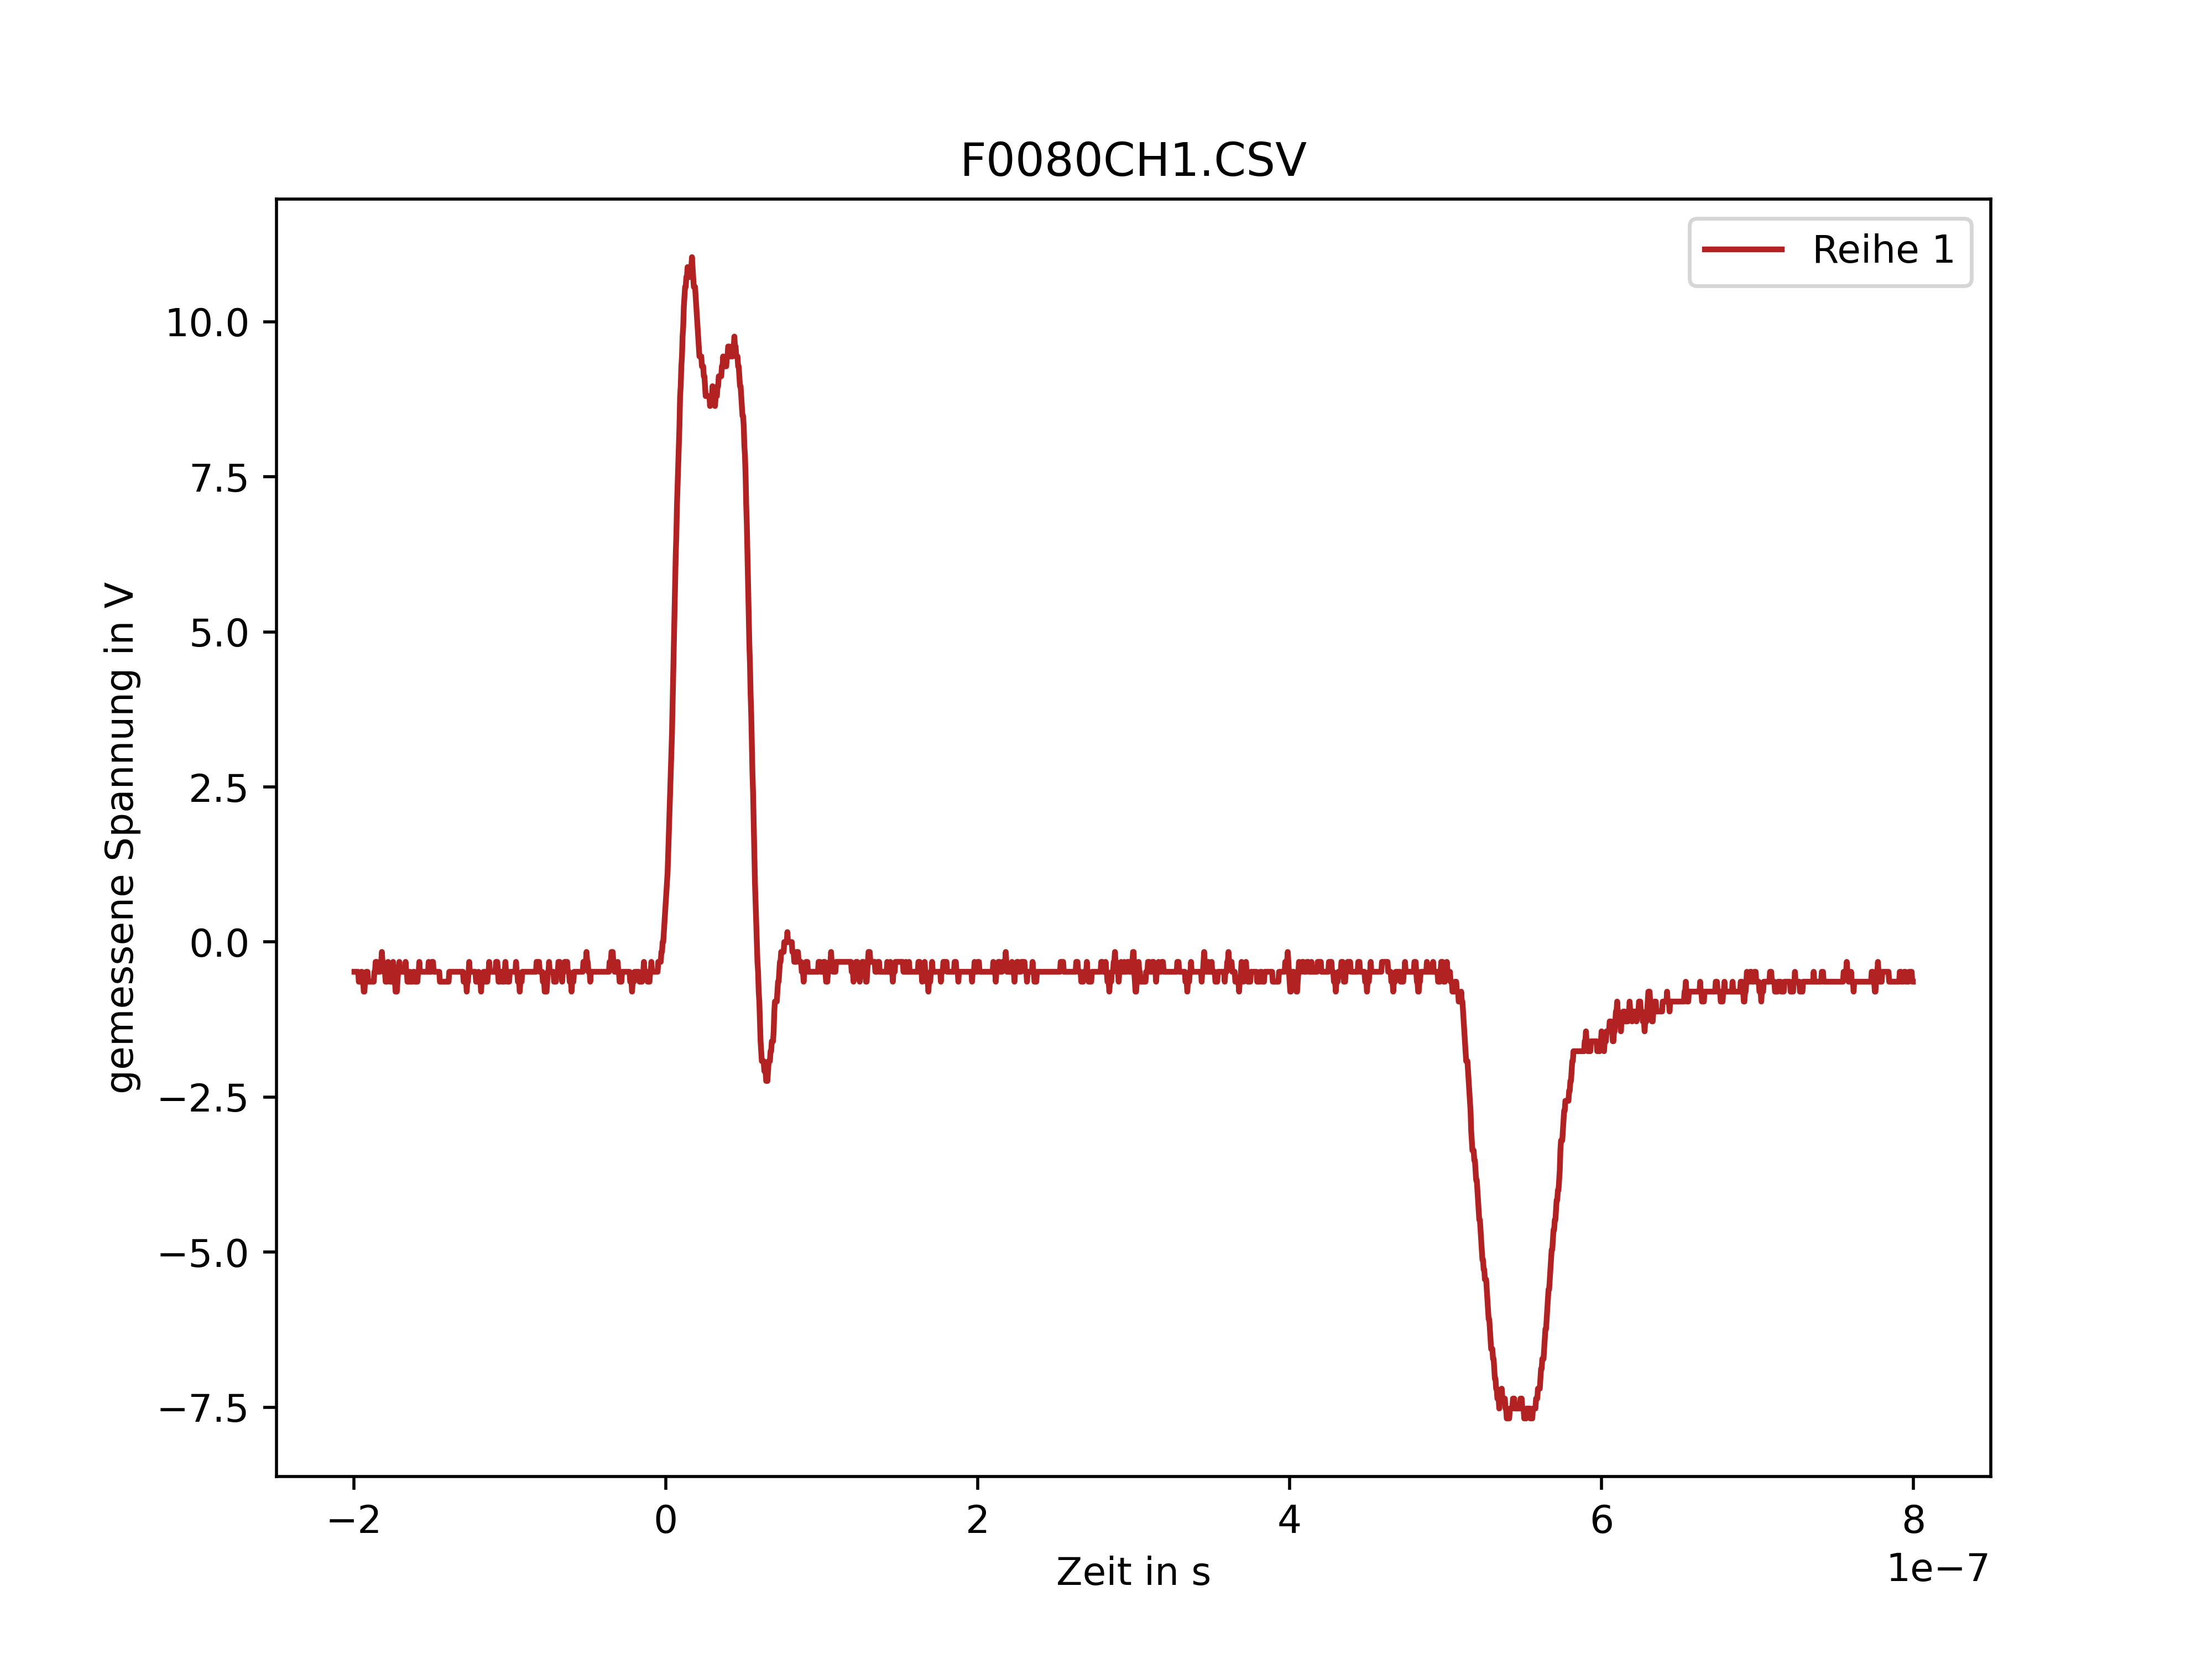 F0080CH1.CSV
Reihe 1
10.0
7.5
5.0
2.5
0.0
−2.5
−5.0
−7.5
gemessene Spannung in V
−2 0 2 4 6 8
1e−7
Zeit in s